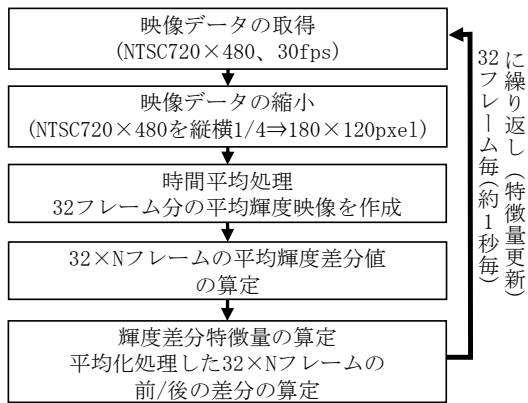 映像データの取得
(NTSC720×480、30fps)
映像データの縮小
(NTSC720×480を縦横1/4⇒180×120pxel)
時間平均処理
32フレーム分の平均輝度映像を作成
32×Nフレームの平均輝度差分値
の算定
輝度差分特徴量の算定
平均化処理した32×Nフレームの
前/後の差分の算定
32フレーム毎(約1秒毎)
に繰り返し(特徴量更新)